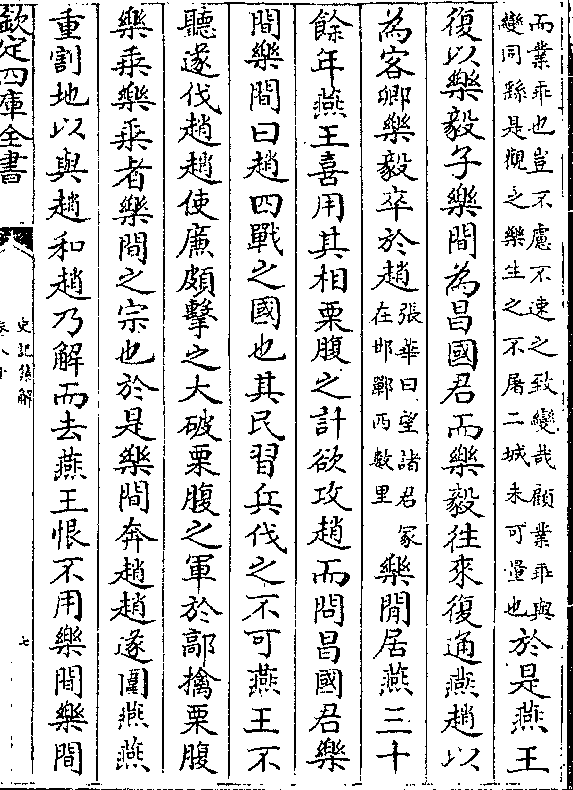 而業乖也豈不慮不速之致變哉顧業乖與
變同繇是觀之樂生之不屠二城未可量也
於是燕王
復以樂毅子樂間為昌國君而樂毅往來復通燕趙以
為客卿樂毅卒於趙
張華曰望諸君冡
在邯鄲西數里
樂閒居燕三十
餘年燕王喜用其相栗腹之計欲攻趙而問昌國君樂
間樂間曰趙四戰之國也其民習兵伐之不可燕王不
聽遂伐趙趙使廉頗擊之大破栗腹之軍於鄗擒栗腹
樂乘樂乘者樂間之宗也於是樂間奔趙趙遂圍燕燕
重割地以與趙和趙乃解而去燕王恨不用樂間樂間
欽定四庫全書
史記集解
七